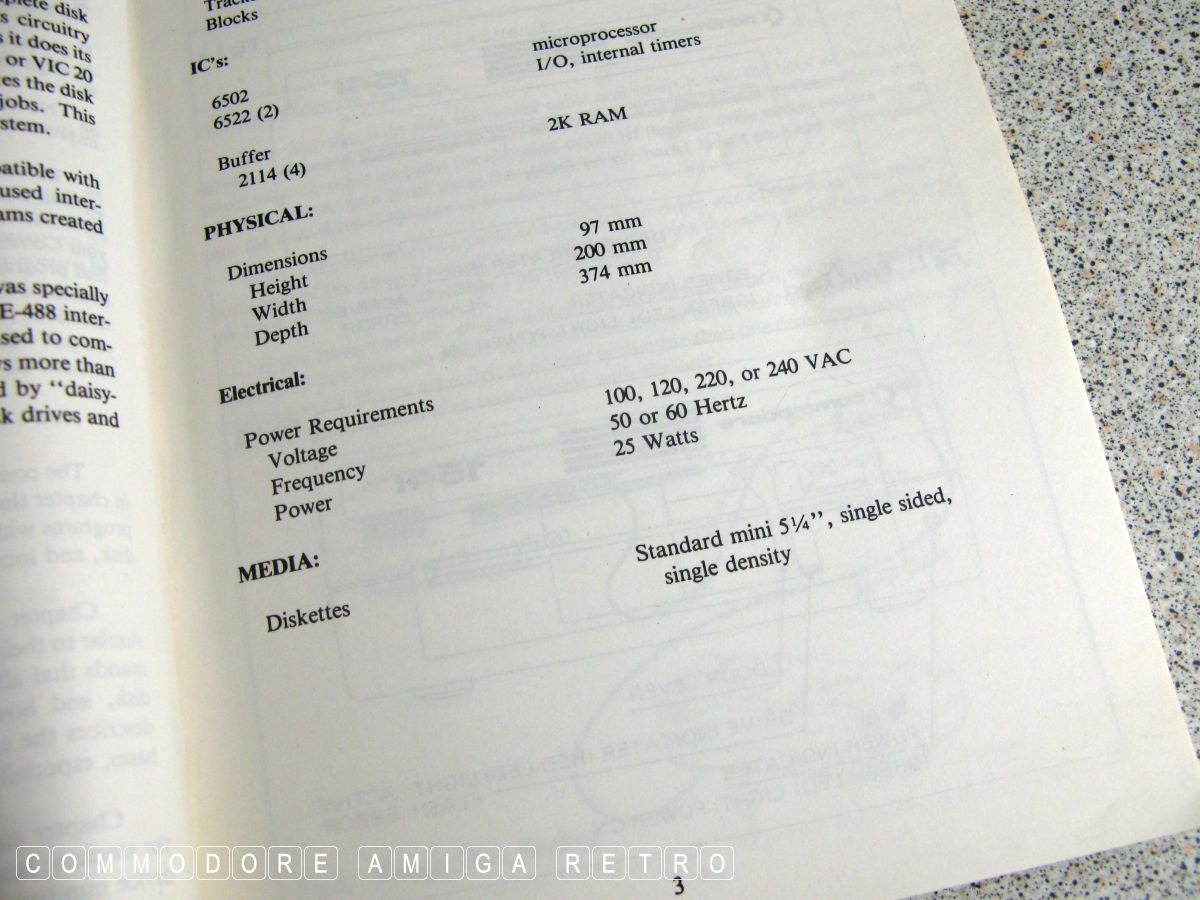 plete disk
s circuitry
s it does its
or VIC 20
es the disk
jobs. This
stem.
patible with
used inter-
ams created
was specially
E-488 inter-
sed to com-
ys more than
d by "daisy-
k drives and
Tracks
Blocks
IC's:
6502 microprocessor
6522 (2) I/O, internal timers
Buffer
2114 (4) 2K RAM
PHYSICAL:
Dimensions
Height 97 mm
Width 200 mm
Depth 374 mm
Electrical:
Power Requirements
Voltage 100, 120, 220, or 240 VAC
Frequency 50 or 60 Hertz
Power 25 Watts
MEDIA:
Diskettes Standard mini 5¼'', single sided,
single density
3
COMMODORE AMIGA RETRO